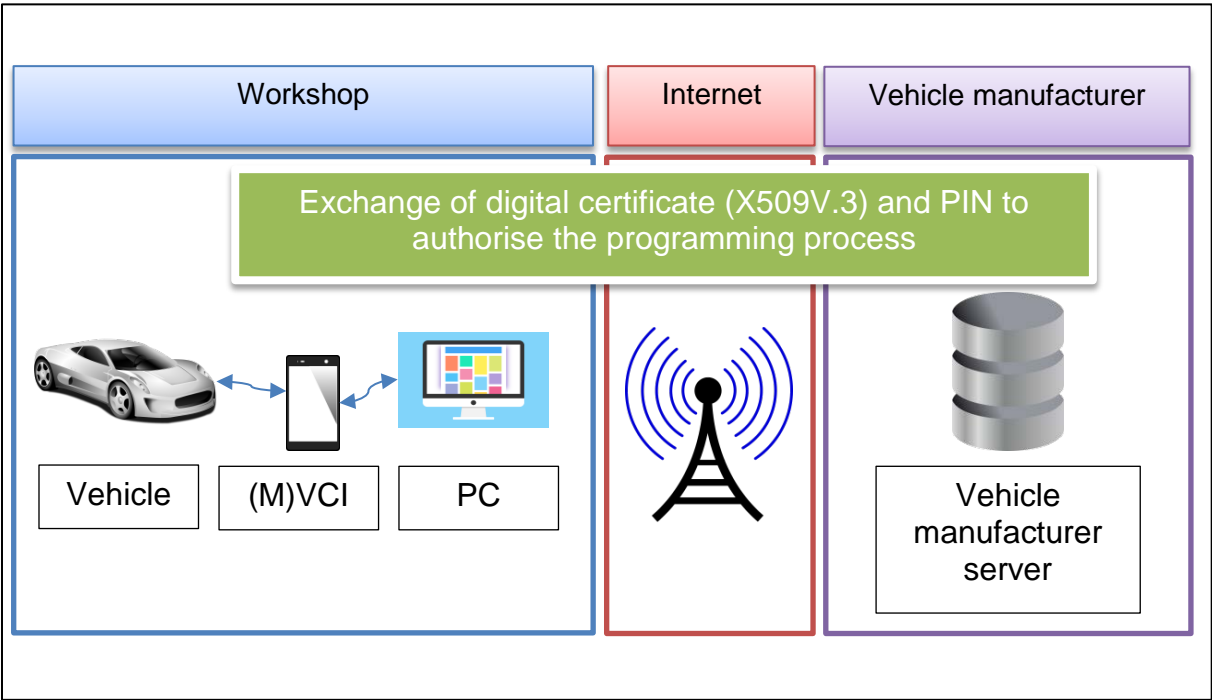 Workshop
Internet
Vehicle manufacturer
Exchange of digital certificate (X509V.3) and PIN to
authorise the programming process
Vehicle
(M)VCI
PC
Vehicle
manufacturer
server